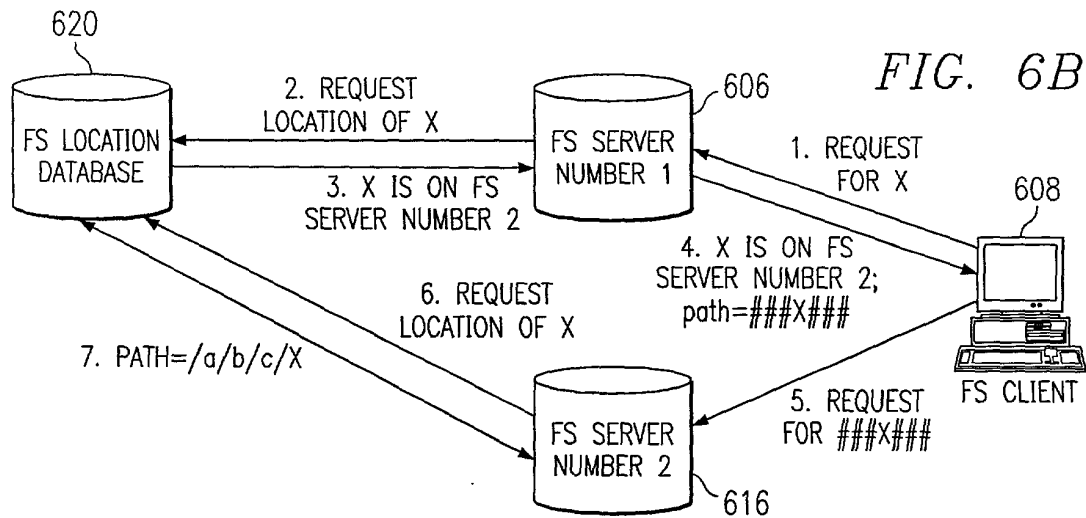 620
FIG. 6B
2. REQUEST
LOCATION OF X
606
FS LOCATION
DATABASE
FS SERVER
NUMBER 1
1. REQUEST
FOR X
3. X IS ON FS
SERVER NUMBER 2
608
4. X IS ON FS
SERVER NUMBER 2;
path=###X###
6. REQUEST
LOCATION OF X
7. PATH=/a/b/c/X
FS CLIENT
5. REQUEST
FOR ###X###
FS SERVER
NUMBER 2
616